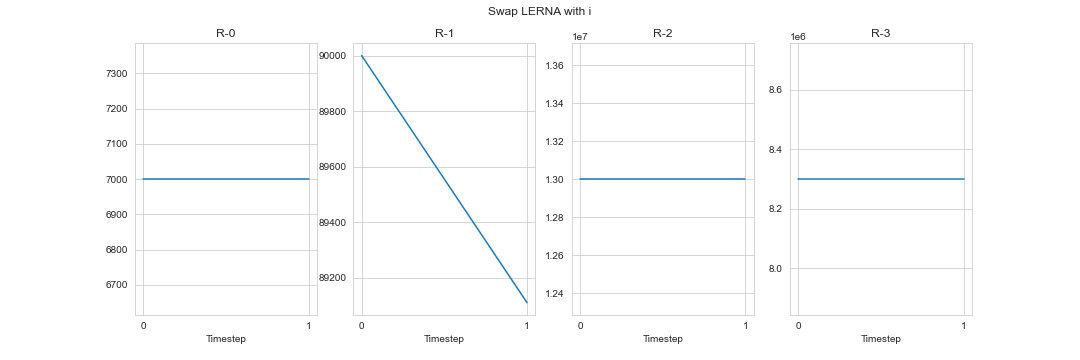 Swap LERNA with i
R-0
7300
7200
7100
7000
6900
6800
6700
0
1
Timestep
R-1
90000
89800
89600
89400
89200
0
1
Timestep
R-2
1e7
1.36
1.34
1.32
1.30
1.28
1.26
1.24
0
1
Timestep
R-3
1e6
8.6
8.4
8.2
8.0
0
1
Timestep